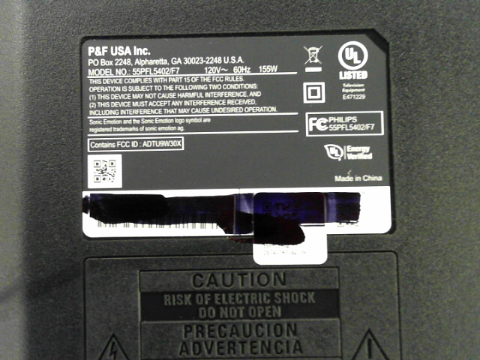 P&F USA Inc.
PO Box 2248, Alpharetta, GA 30023-2248 U.S.A.
MODEL NO : 55PFL5402/F7 120V~ 60Hz 155W
THIS DEVICE COMPLIES WITH PART 15 OF THE FCC RULES.
OPERATION IS SUBJECT TO THE FOLLOWING TWO CONDITIONS:
(1) THIS DEVICE MAY NOT CAUSE HARMFUL INTERFERENCE, AND
(2) THIS DEVICE MUST ACCEPT ANY INTERFERENCE RECEIVED,
INCLUDING INTERFERENCE THAT MAY CAUSE UNDESIRED OPERATION.
Sonic Emotion and the Sonic Emotion logo symbol are
registered trademarks of sonic emotion ag.
Contains FCC ID : ADTU9W30X
UL
LISTED
Television
Equipment
E471229
FC PHILIPS
55PFL5402/F7
UL Energy
Verified
Made in China
CAUTION
RISK OF ELECTRIC SHOCK
DO NOT OPEN
PRECAUCION
ADVERTENCIA